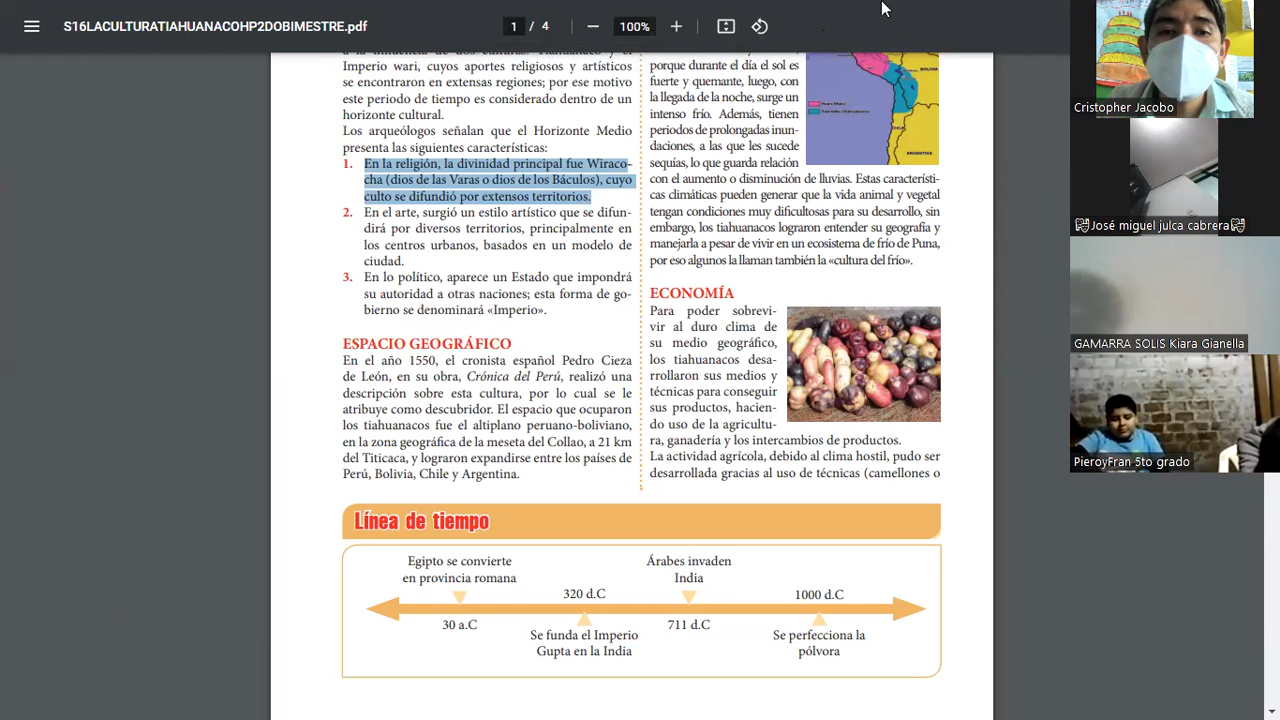 S16LACULTURATIAHUANACOHP2DOBIMESTRE.pdf
1 / 4
100%
Imperio wari, cuyos aportes religiosos y artísticos
se encontraron en extensas regiones; por ese motivo
este periodo de tiempo es considerado dentro de un
horizonte cultural.
Los arqueólogos señalan que el Horizonte Medio
presenta las siguientes características:
1. En la religión, la divinidad principal fue Wiraco-
cha (dios de las Varas o dios de los Báculos), cuyo
culto se difundió por extensos territorios.
2. En el arte, surgió un estilo artístico que se difun-
dirá por diversos territorios, principalmente en
los centros urbanos, basados en un modelo de
ciudad.
3. En lo político, aparece un Estado que impondrá
su autoridad a otras naciones; esta forma de go-
bierno se denominará «Imperio».
ESPACIO GEOGRÁFICO
En el año 1550, el cronista español Pedro Cieza
de León, en su obra, Crónica del Perú, realizó una
descripción sobre esta cultura, por lo cual se le
atribuye como descubridor. El espacio que ocuparon
los tiahuanacos fue el altiplano peruano-boliviano,
en la zona geográfica de la meseta del Collao, a 21 km
del Titicaca, y lograron expandirse entre los países de
Perú, Bolivia, Chile y Argentina.
porque durante el día el sol es
fuerte y quemante, luego, con
la llegada de la noche, surge un
intenso frío. Además, tienen
periodos de prolongadas inun-
daciones, a las que les sucede
sequías, lo que guarda relación
con el aumento o disminución de lluvias. Estas característi-
cas climáticas pueden generar que la vida animal y vegetal
tengan condiciones muy dificultosas para su desarrollo, sin
embargo, los tiahuanacos lograron entender su geografía y
manejarla a pesar de vivir en un ecosistema de frío de Puna,
por eso algunos la llaman también la «cultura del frío».
BOLIVIA
CHILE
ARGENTINA
ECONOMÍA
Para poder sobrevi-
vir al duro clima de
su medio geográfico,
los tiahuanacos desa-
rrollaron sus medios y
técnicas para conseguir
sus productos, hacien-
do uso de la agricultu-
ra, ganadería y los intercambios de productos.
La actividad agrícola, debido al clima hostil, pudo ser
desarrollada gracias al uso de técnicas (camellones o
Línea de tiempo
Egipto se convierte
en provincia romana
30 a.C
320 d.C
Se funda el Imperio
Gupta en la India
Árabes invaden
India
711 d.C
1000 d.C
Se perfecciona la
pólvora
Cristopher Jacobo
José miguel julca cabrera
GAMARRA SOLIS Kiara Gianella
PieroyFran 5to grado